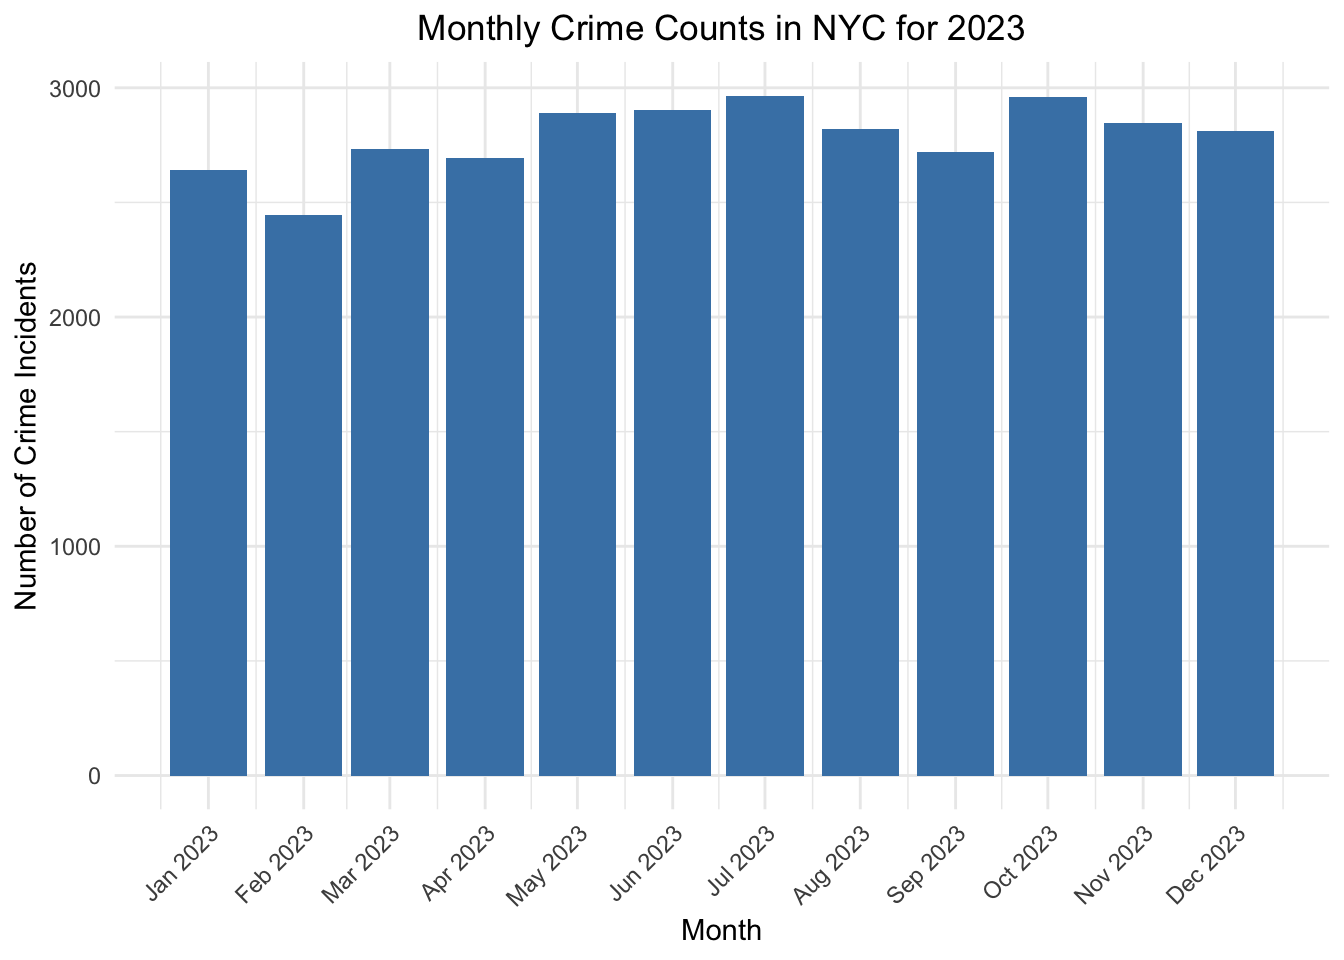 Monthly Crime Counts in NYC for 2023
Number of Crime Incidents
3000
2000
1000
0
Jan 2023
Feb 2023
Mar 2023
Apr 2023
May 2023
Jun 2023
Jul 2023
Aug 2023
Sep 2023
Oct 2023
Nov 2023
Dec 2023
Month